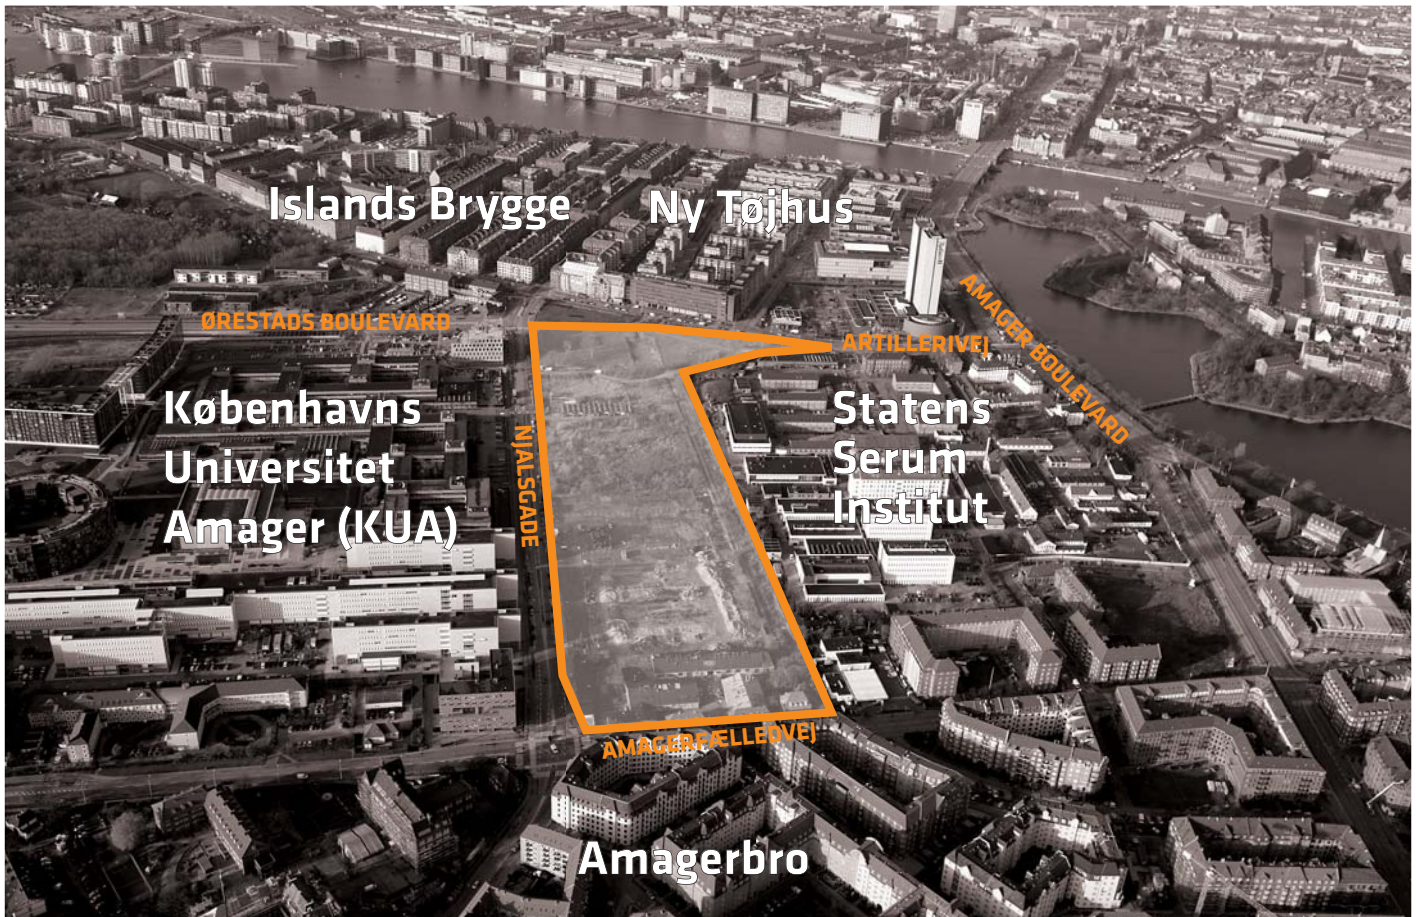 Islands Brygge
Ny Tøjhus
ØRESTADS BOULEVARD
ARTILLERIVEJ
AMAGER BOULEVARD
Københavns
Universitet
Amager (KUA)
NJALSGADE
Statens
Serum
Institut
AMAGERFÆLLEDVEJ
Amagerbro